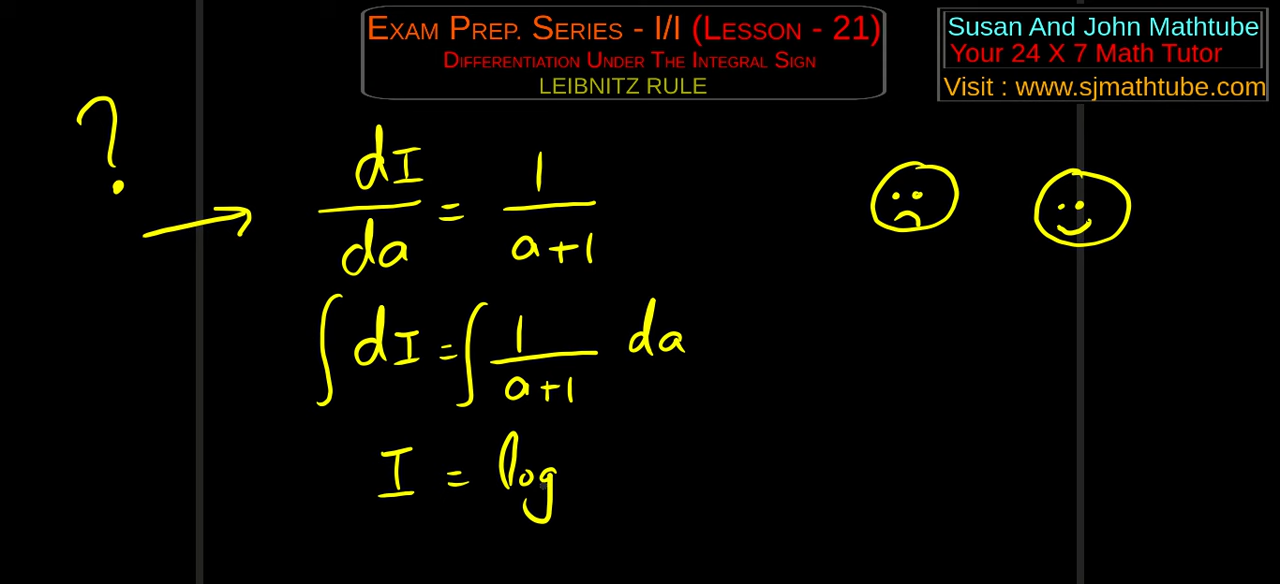 EXAM PREP. SERIES - I/I (LESSON - 21)
DIFFERENTIATION UNDER THE INTEGRAL SIGN
LEIBNITZ RULE
Susan And John Mathtube
Your 24 X 7 Math Tutor
Visit : www.sjmathtube.com
?
dI/da = 1/(a+1)
∫ dI = ∫ 1/(a+1) da
I = log